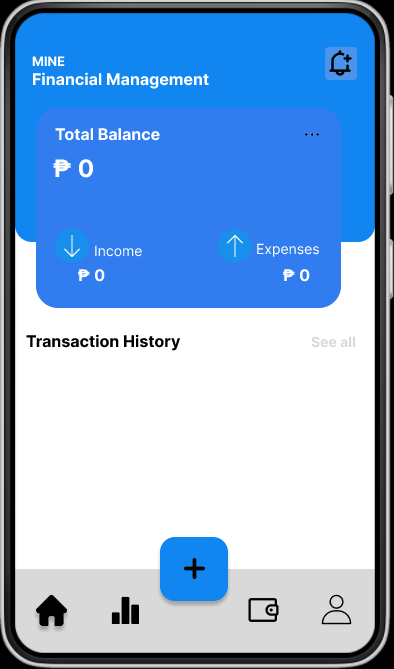 MINE
Financial Management
Total Balance
₱ 0
Income
Expenses
₱ 0
₱ 0
Transaction History
See all